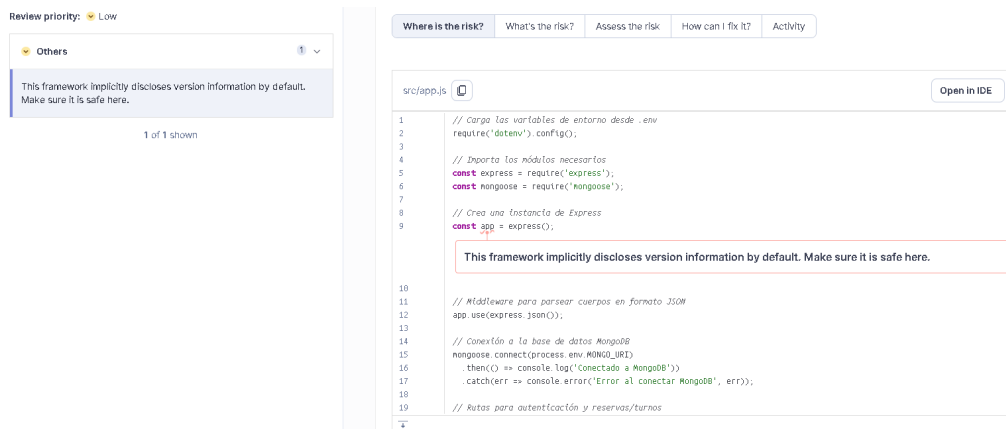 Review priority: Low
Others 1
This framework implicitly discloses version information by default.
Make sure it is safe here.
1 of 1 shown
Where is the risk? What's the risk? Assess the risk How can I fix it? Activity
src/app.js Open in IDE
1 // Carga las variables de entorno desde .env
2 require('dotenv').config();
3
4 // Importa los módulos necesarios
5 const express = require('express');
6 const mongoose = require('mongoose');
7
8 // Crea una instancia de Express
9 const app = express();
This framework implicitly discloses version information by default. Make sure it is safe here.
10
11 // Middleware para parsear cuerpos en formato JSON
12 app.use(express.json());
13
14 // Conexión a la base de datos MongoDB
15 mongoose.connect(process.env.MONGO_URI)
16 .then(() => console.log('Conectado a MongoDB'))
17 .catch(err => console.error('Error al conectar MongoDB', err));
18
19 // Rutas para autenticación y reservas/turnos